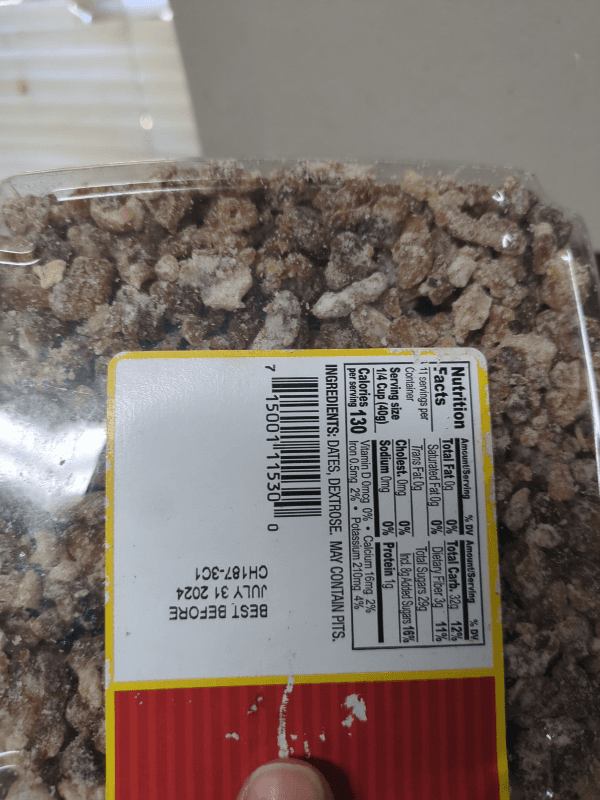 Nutrition Facts
11 servings per Container
Serving size
1/4 Cup (40g)
Calories per serving 130
Amount/Serving % DV
Total Fat 0g 0%
Saturated Fat 0g 0%
Trans Fat 0g
Cholest. 0mg 0%
Sodium 0mg 0%
Amount/Serving % DV
Total Carb. 32g 12%
Dietary Fiber 3g 11%
Total Sugars 29g
Incl. 8g Added Sugars 16%
Protein 1g
Vitamin D 0mcg 0% • Calcium 16mg 2%
Iron 0.5mg 2% • Potassium 210mg 4%
INGREDIENTS: DATES, DEXTROSE. MAY CONTAIN PITS.
7 15001 11530 0
BEST BEFORE
JULY 31 2024
CH187-3C1